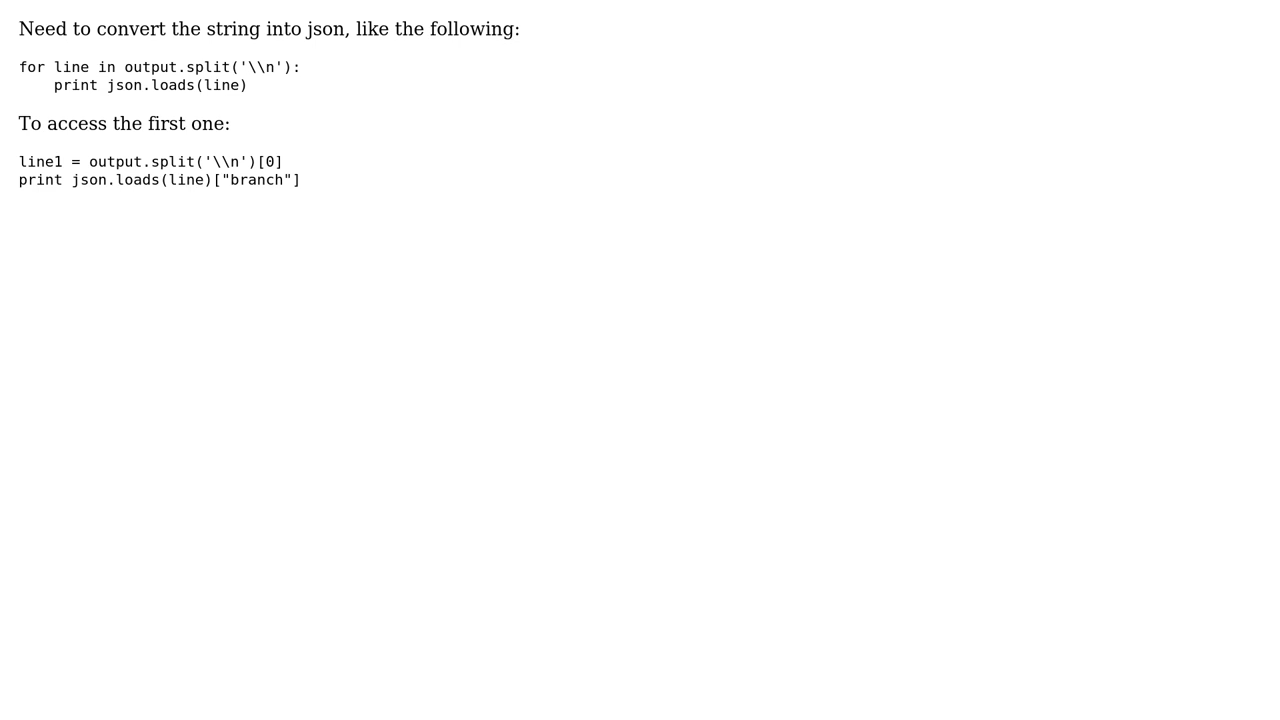 Need to convert the string into json, like the following:
for line in output.split('\\n'):
    print json.loads(line)
To access the first one:
line1 = output.split('\\n')[0]
print json.loads(line)["branch"]